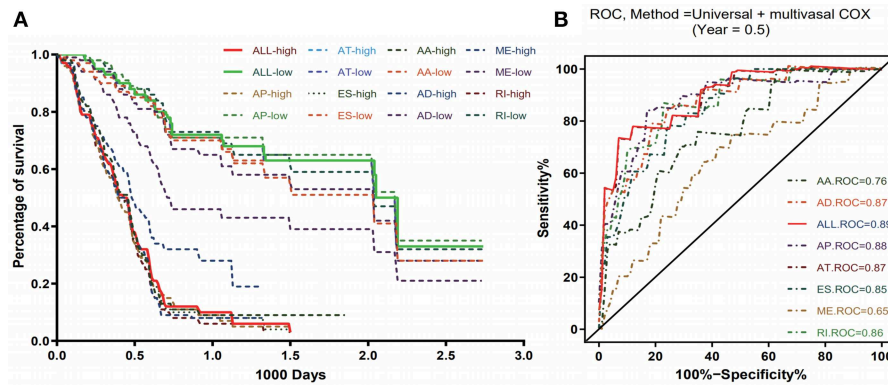 A
B
ROC, Method =Universal + multivasal COX
(Year = 0.5)
Percentage of survival
1.0
0.8
0.6
0.4
0.2
0.0
0.0 0.5 1.0 1.5 2.0 2.5 3.0
1000 Days
ALL-high AT-high AA-high ME-high
ALL-low AT-low AA-low ME-low
AP-high ES-high AD-high RI-high
AP-low ES-low AD-low RI-low
Sensitivity%
100
80
60
40
20
0
0 20 40 60 80 100
100%-Specificity%
AA.ROC=0.76
AD.ROC=0.87
ALL.ROC=0.89
AP.ROC=0.88
AT.ROC=0.87
ES.ROC=0.85
ME.ROC=0.65
RI.ROC=0.86